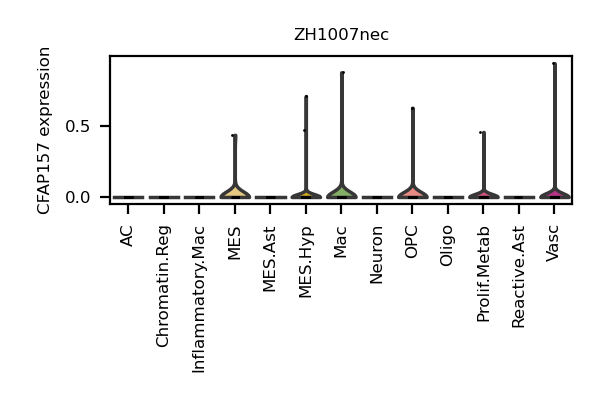 ZH1007nec
CFAP157 expression
0.5
0.0
AC
Chromatin.Reg
Inflammatory.Mac
MES
MES.Ast
MES.Hyp
Mac
Neuron
OPC
Oligo
Prolif.Metab
Reactive.Ast
Vasc